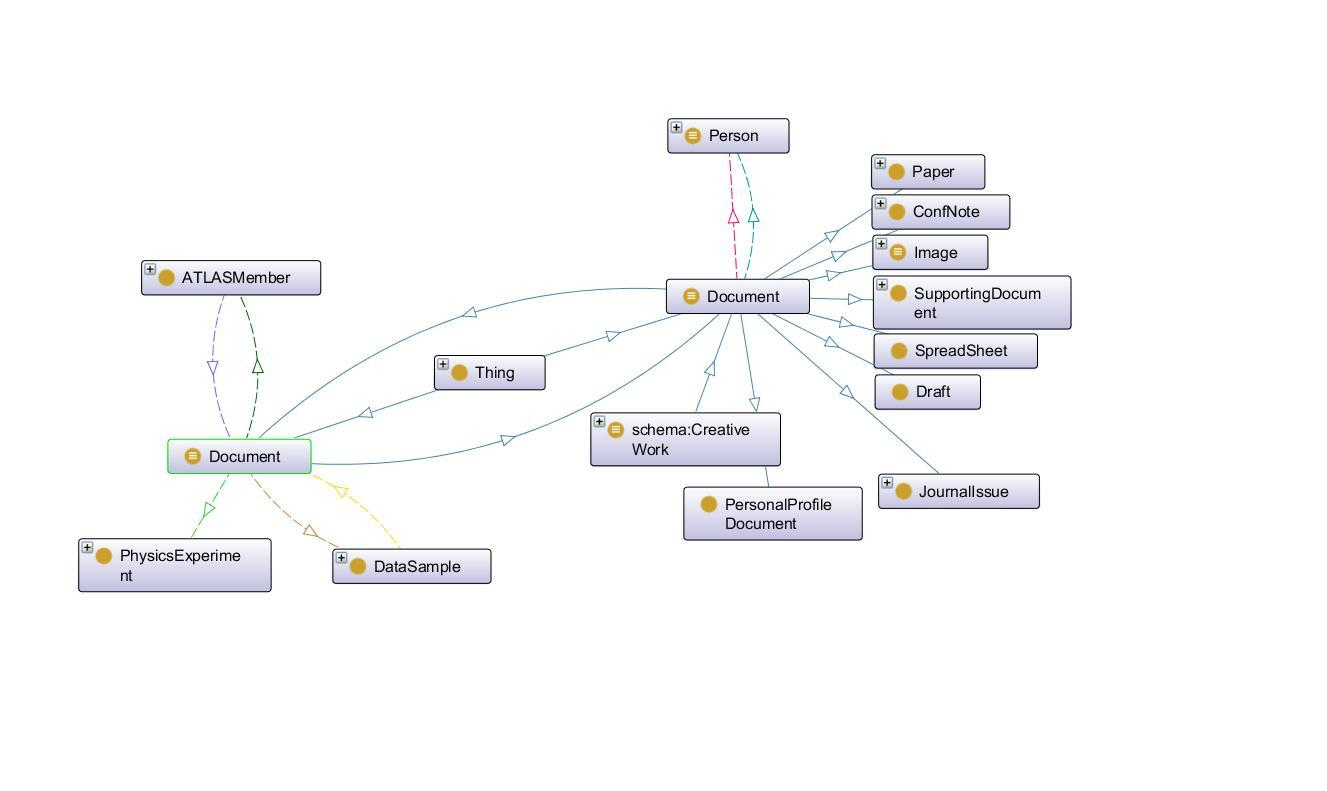 Person
Paper
ConfNote
Image
ATLASMember
Document
SupportingDocum
ent
SpreadSheet
Thing
Draft
schema:Creative
Work
Document
JournalIssue
PersonalProfile
Document
PhysicsExperime
nt
DataSample